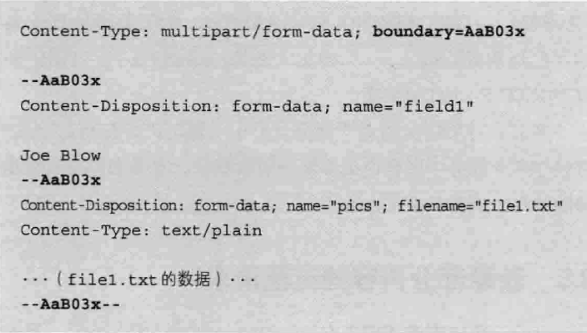 Content-Type: multipart/form-data; boundary=AaB03x
--AaB03x
Content-Disposition: form-data; name="field1"
Joe Blow
--AaB03x
Content-Disposition: form-data; name="pics"; filename="file1.txt"
Content-Type: text/plain
···（file1.txt的数据）···
--AaB03x--